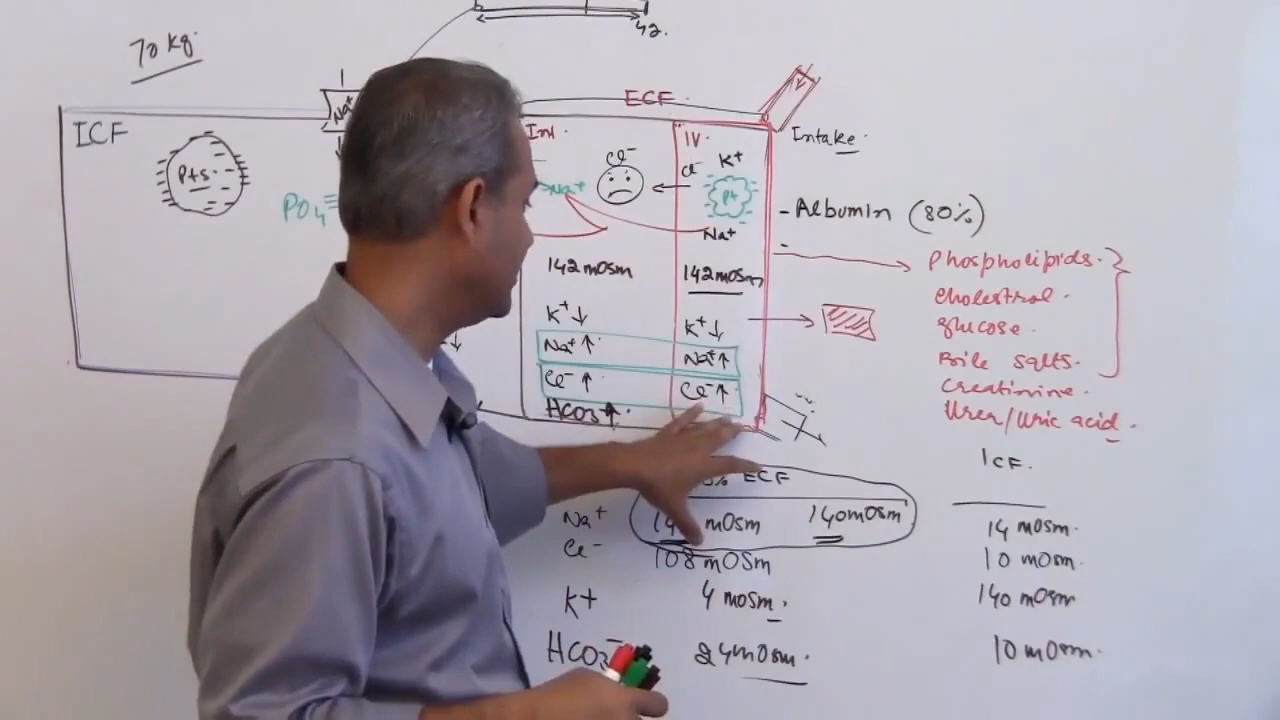 42.
70 kg.
ECF.
ICF
Na+
Int.
IV.
Intake.
Cl-
Cl-
K+
Pts.
Pt
PO4≡
Na+
- Albumin (80%)
Na+
Phospholipids.
142 mOsm
142 mOsm
Cholestrol.
glucose.
K+ ↓
K+ ↓
Na+ ↑
Na+ ↑
Bile salts.
Cl- ↑
Cl- ↑
Creatinine.
HCO3 ↑.
Urea/Uric acid.
ECF
ICF.
Na+
mOsm
140 mOsm
14 mOsm.
Cl-
108 mOsm
10 mOsm.
K+
4 mOsm.
140 mOsm
HCO3-
24 mOsm.
10 mOsm.